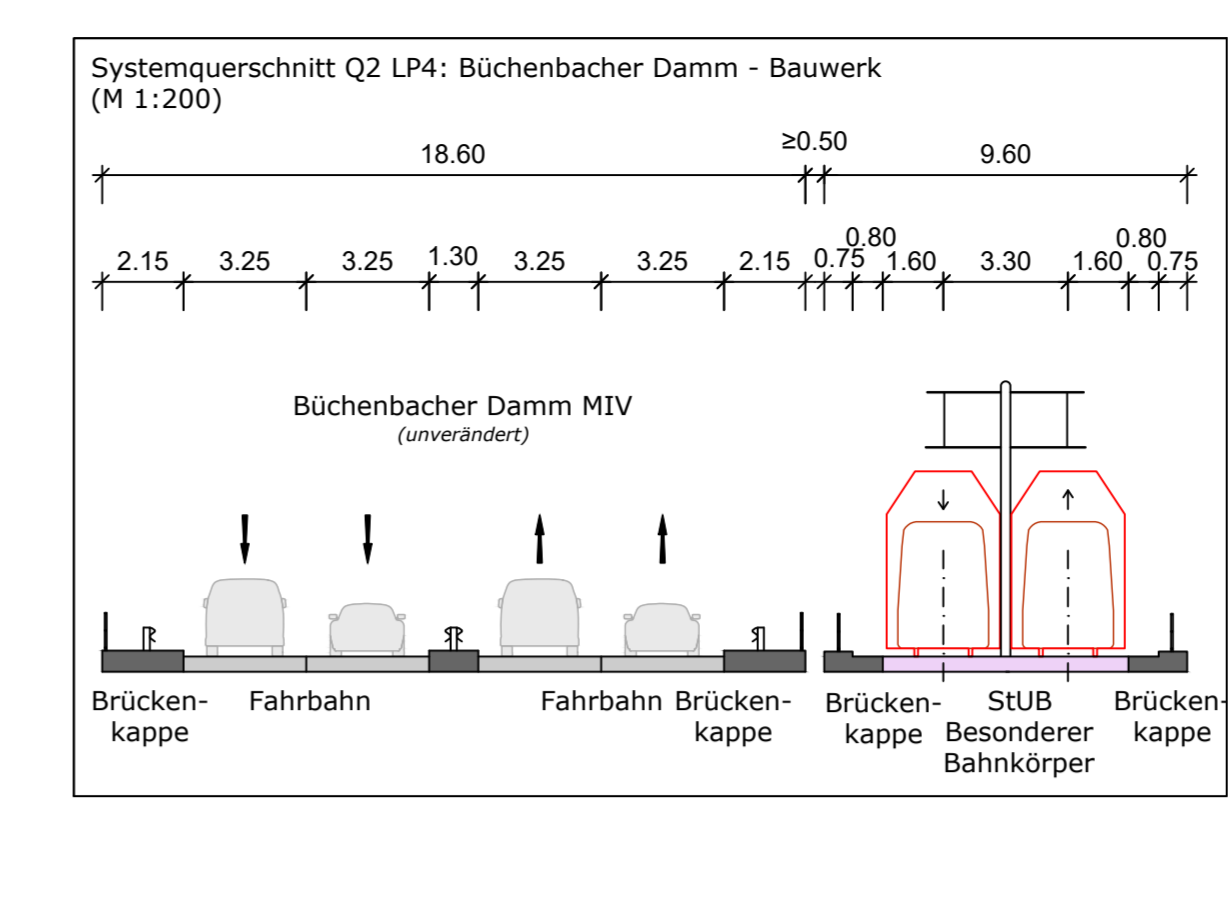 Systemquerschnitt Q2 LP4: Büchenbacher Damm - Bauwerk
(M 1:200)
18.60 ≥0.50 9.60
2.15 3.25 3.25 1.30 3.25 3.25 2.15 0.75 0.80 1.60 3.30 1.60 0.80 0.75
Büchenbacher Damm MIV
(unverändert)
Brücken-
kappe
Fahrbahn
Fahrbahn
Brücken-
kappe
Brücken-
kappe
StUB
Besonderer
Bahnkörper
Brücken-
kappe